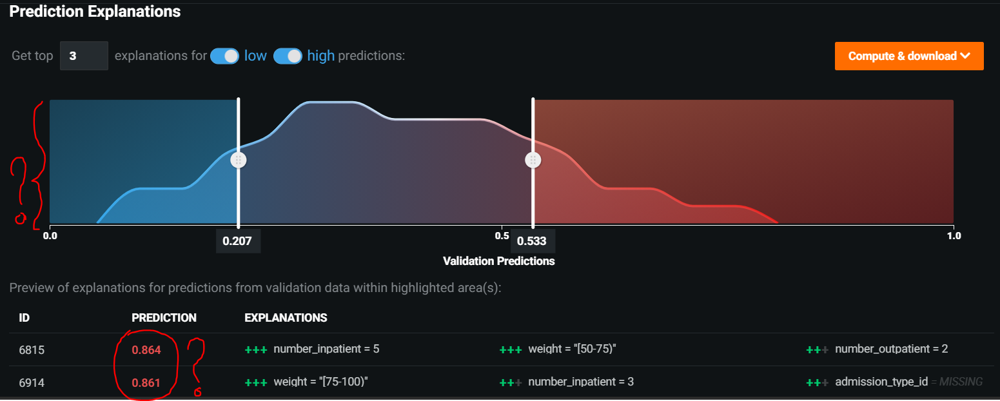 Prediction Explanations
Get top 3 explanations for low high predictions:
Compute & download
?
0.0 0.5 1.0
0.207 0.533
Validation Predictions
Preview of explanations for predictions from validation data within highlighted area(s):
ID PREDICTION EXPLANATIONS
6815 0.864 +++ number_inpatient = 5 +++ weight = "[50-75)" +++ number_outpatient = 2
?
6914 0.861 +++ weight = "[75-100)" +++ number_inpatient = 3 +++ admission_type_id = MISSING